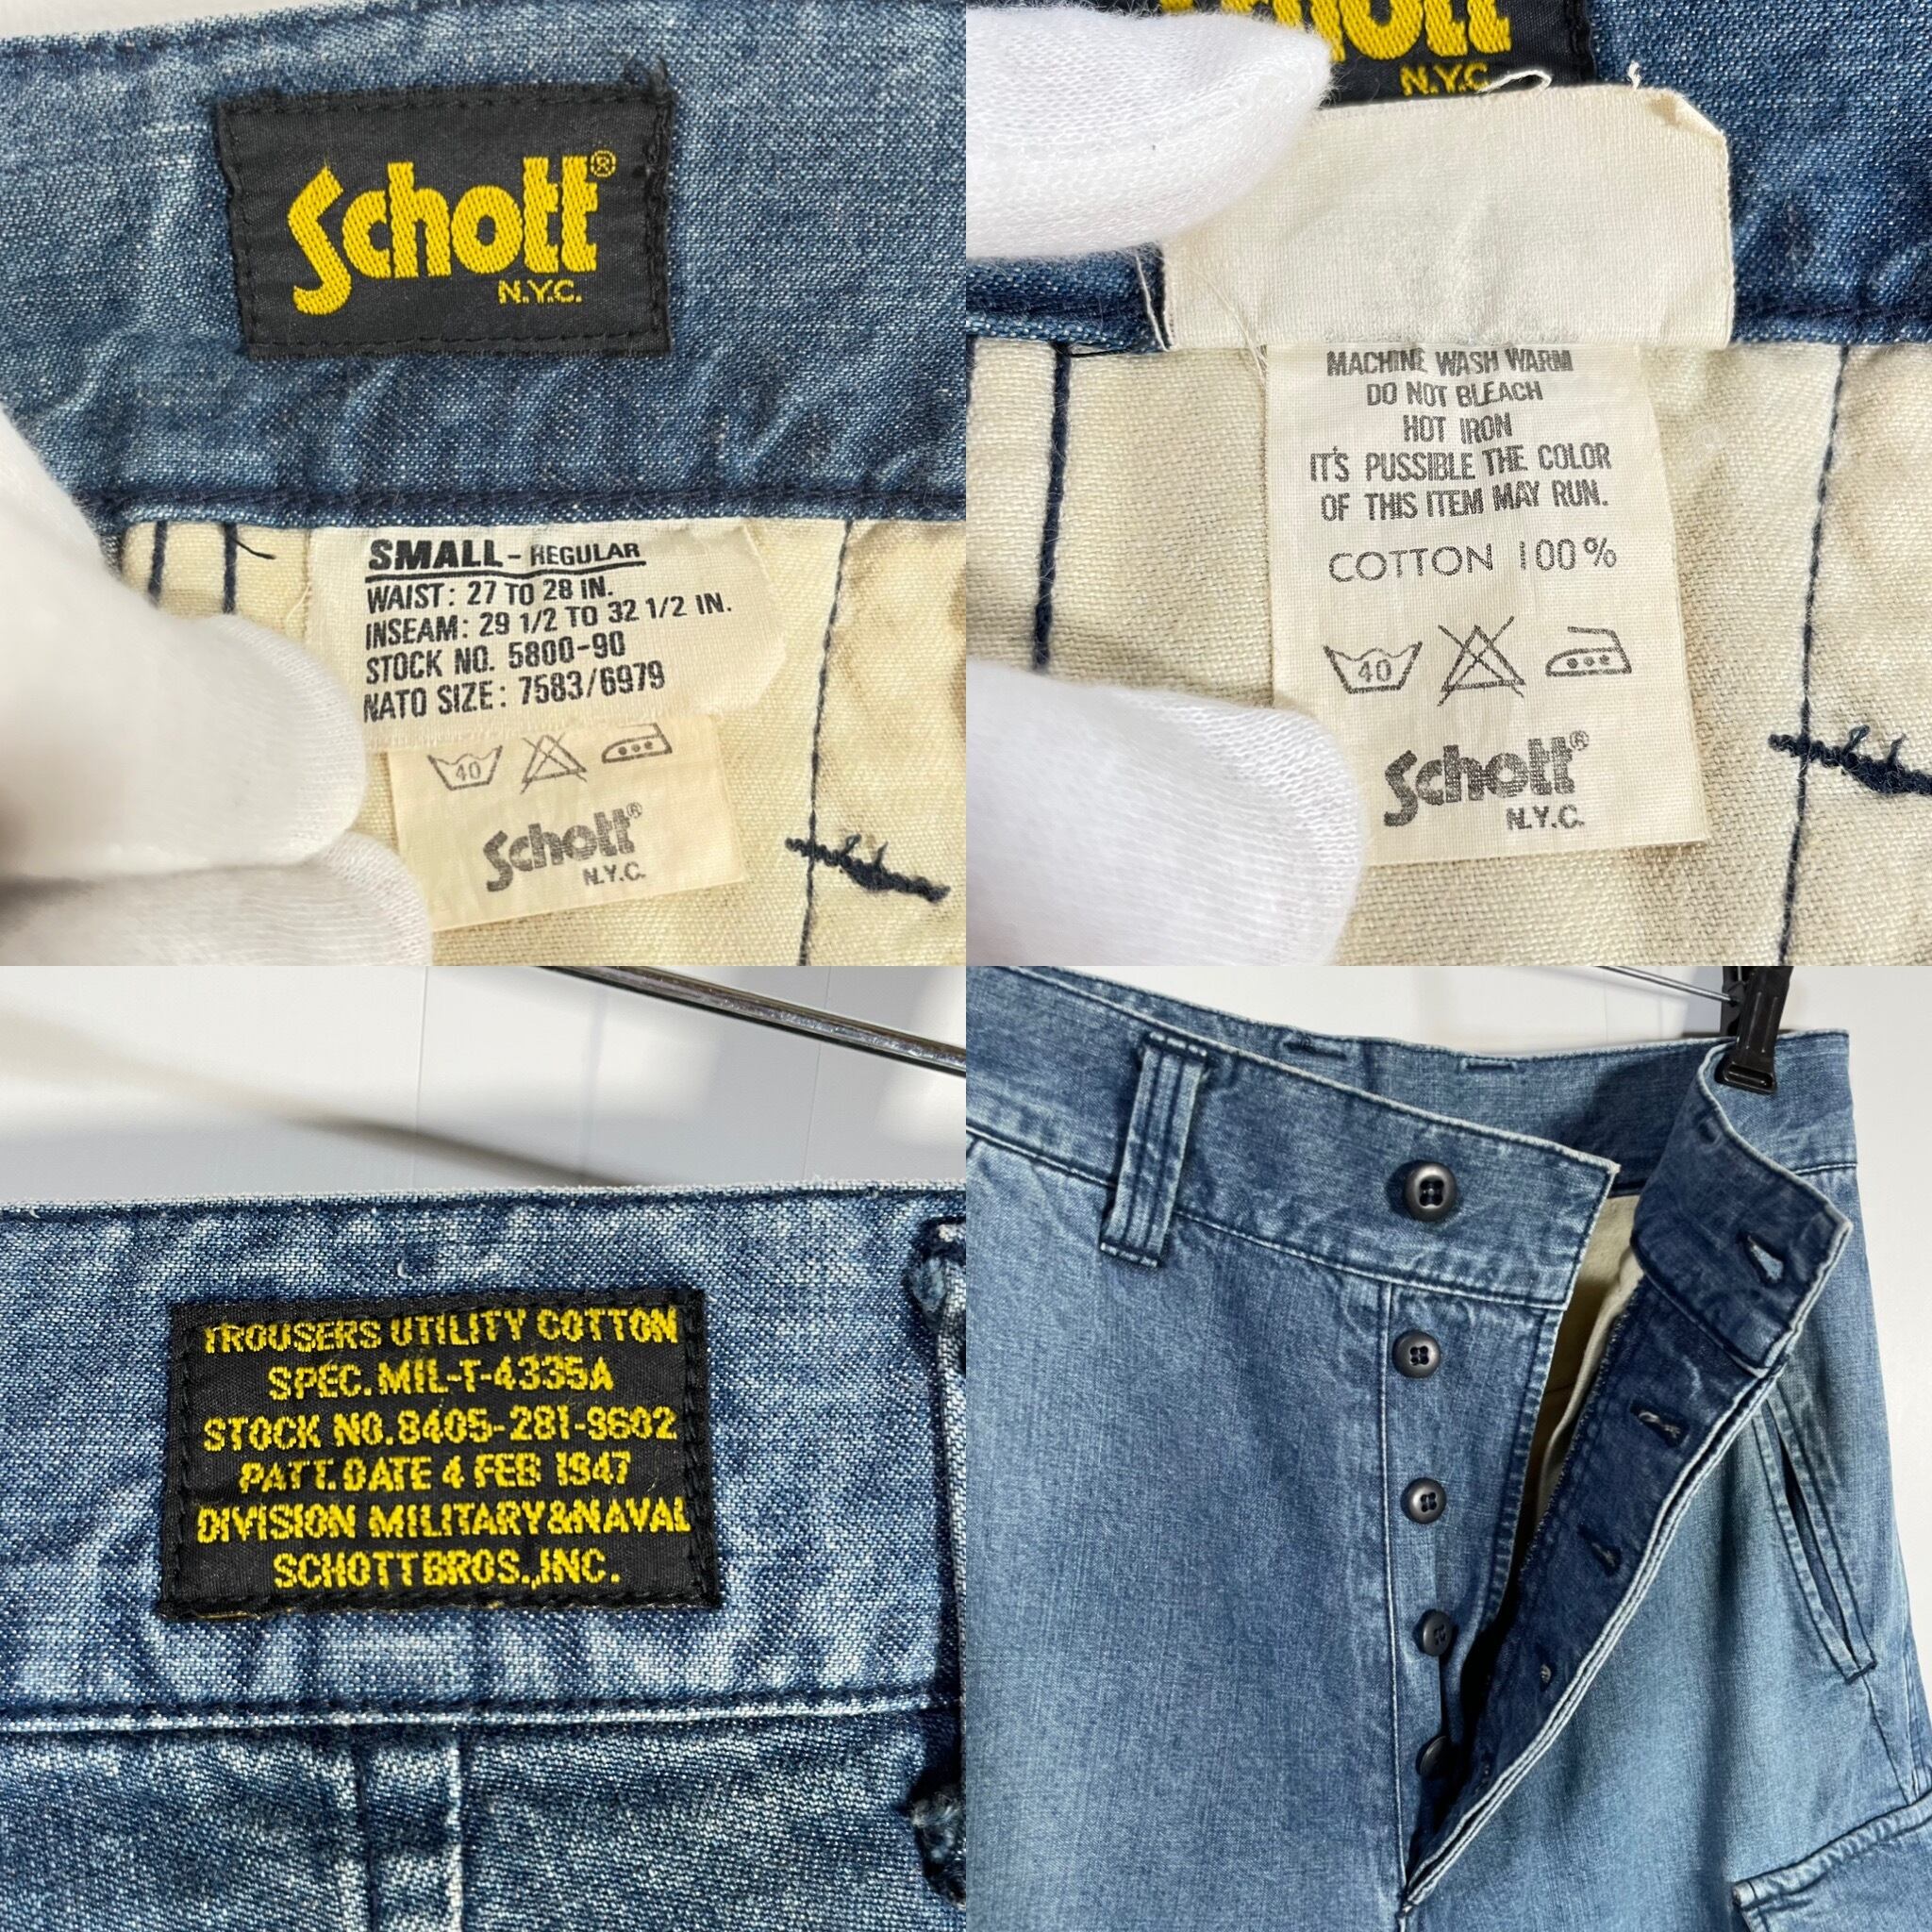 Schott®
N.Y.C.
SMALL - REGULAR
WAIST: 27 TO 28 IN.
INSEAM: 29 1/2 TO 32 1/2 IN.
STOCK NO. 5800-90
NATO SIZE: 7583/6979
40
Schott®
N.Y.C.
Schott
N.Y.C.
MACHINE WASH WARM
DO NOT BLEACH
HOT IRON
IT'S PUSSIBLE THE COLOR
OF THIS ITEM MAY RUN.
COTTON 100%
40
Schott®
N.Y.C.
TROUSERS UTILITY COTTON
SPEC. MIL-T-4335A
STOCK NO. 8405-281-9602
PATT. DATE 4 FEB 1947
DIVISION MILITARY&NAVAL
SCHOTT BROS., INC.